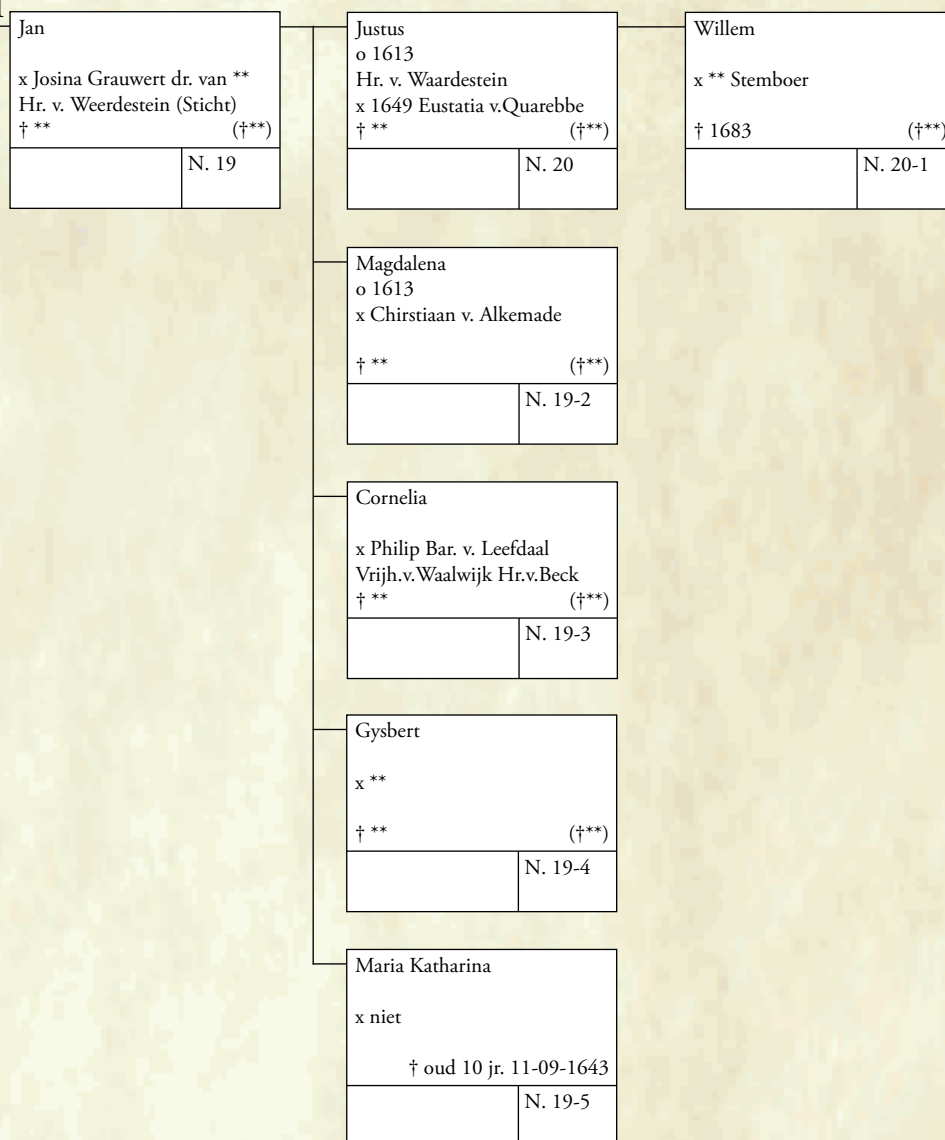 Jan
x Josina Grauwert dr. van **
Hr. v. Weerdestein (Sticht)
† ** (†**)
N. 19
Justus
o 1613
Hr. v. Waardestein
x 1649 Eustatia v.Quarebbe
† ** (†**)
N. 20
Willem
x ** Stemboer
† 1683 (†**)
N. 20-1
Magdalena
o 1613
x Chirstiaan v. Alkemade
† ** (†**)
N. 19-2
Cornelia
x Philip Bar. v. Leefdaal
Vrijh.v.Waalwijk Hr.v.Beck
† ** (†**)
N. 19-3
Gysbert
x **
† ** (†**)
N. 19-4
Maria Katharina
x niet
† oud 10 jr. 11-09-1643
N. 19-5